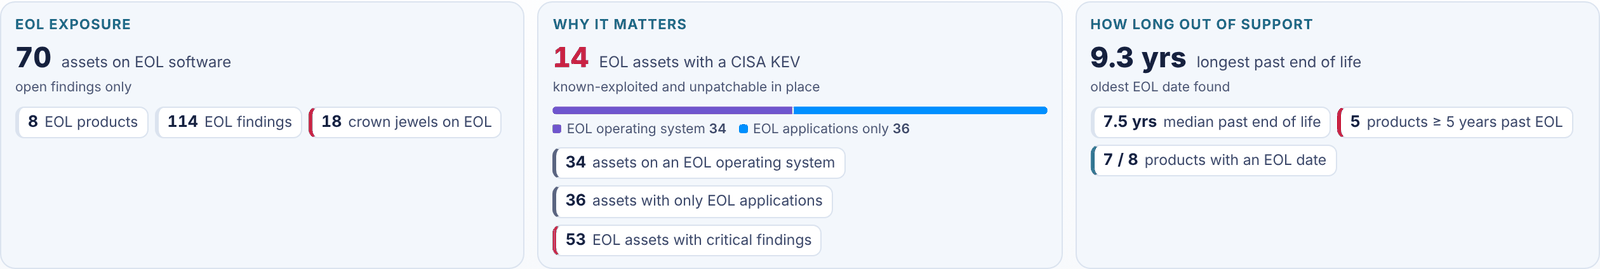 EOL EXPOSURE
70 assets on EOL software
open findings only
8 EOL products
114 EOL findings
18 crown jewels on EOL
WHY IT MATTERS
14 EOL assets with a CISA KEV
known-exploited and unpatchable in place
EOL operating system 34
EOL applications only 36
34 assets on an EOL operating system
36 assets with only EOL applications
53 EOL assets with critical findings
HOW LONG OUT OF SUPPORT
9.3 yrs longest past end of life
oldest EOL date found
7.5 yrs median past end of life
5 products ≥ 5 years past EOL
7 / 8 products with an EOL date